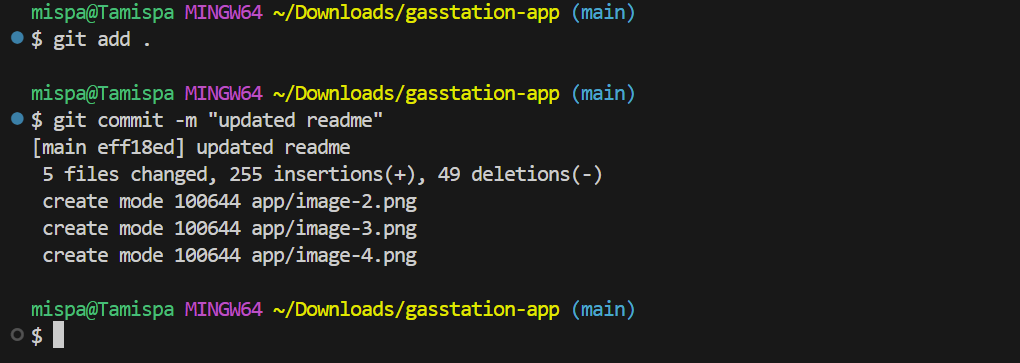 mispa@Tamispa MINGW64 ~/Downloads/gasstation-app (main)
$ git add .
mispa@Tamispa MINGW64 ~/Downloads/gasstation-app (main)
$ git commit -m "updated readme"
[main eff18ed] updated readme
 5 files changed, 255 insertions(+), 49 deletions(-)
 create mode 100644 app/image-2.png
 create mode 100644 app/image-3.png
 create mode 100644 app/image-4.png
mispa@Tamispa MINGW64 ~/Downloads/gasstation-app (main)
$